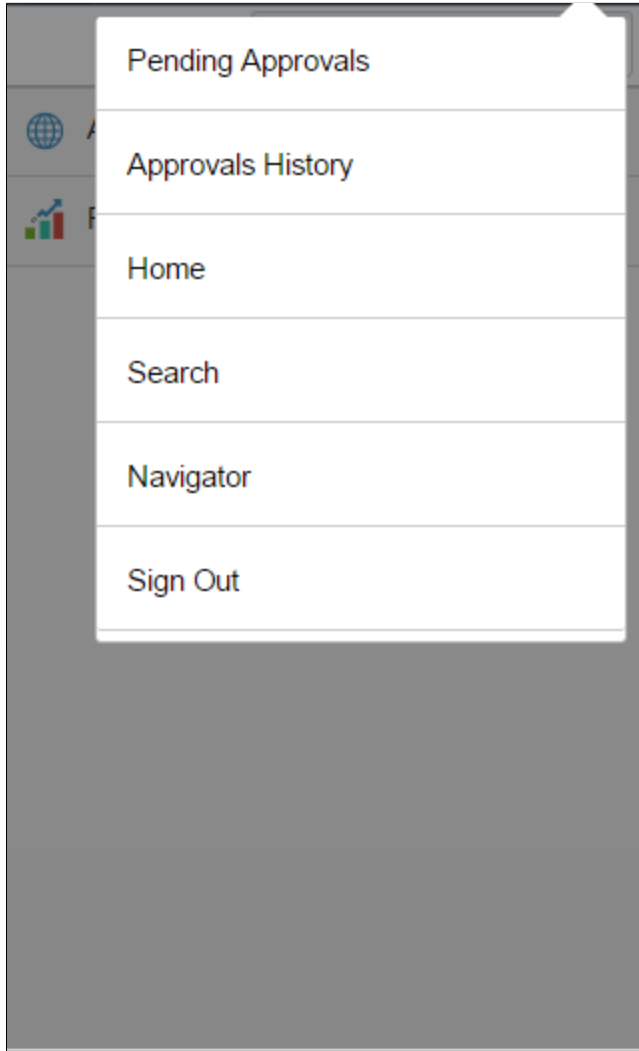 Pending Approvals
Approvals History
Home
Search
Navigator
Sign Out